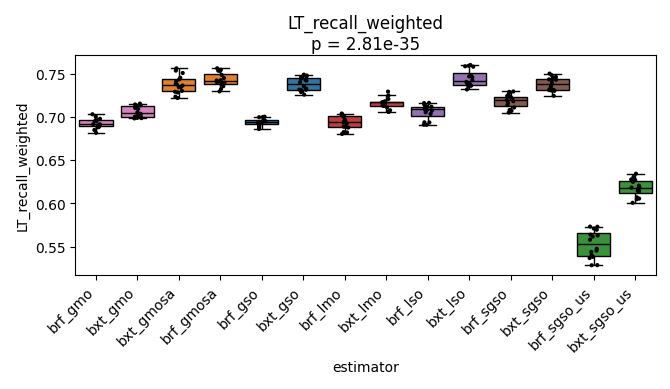 LT_recall_weighted
p = 2.81e-35
LT_recall_weighted
0.75
0.70
0.65
0.60
0.55
brf_gmo
bxt_gmo
bxt_gmosa
brf_gmosa
brf_gso
bxt_gso
brf_lmo
bxt_lmo
brf_lso
bxt_lso
brf_sgso
bxt_sgso
brf_sgso_us
bxt_sgso_us
estimator